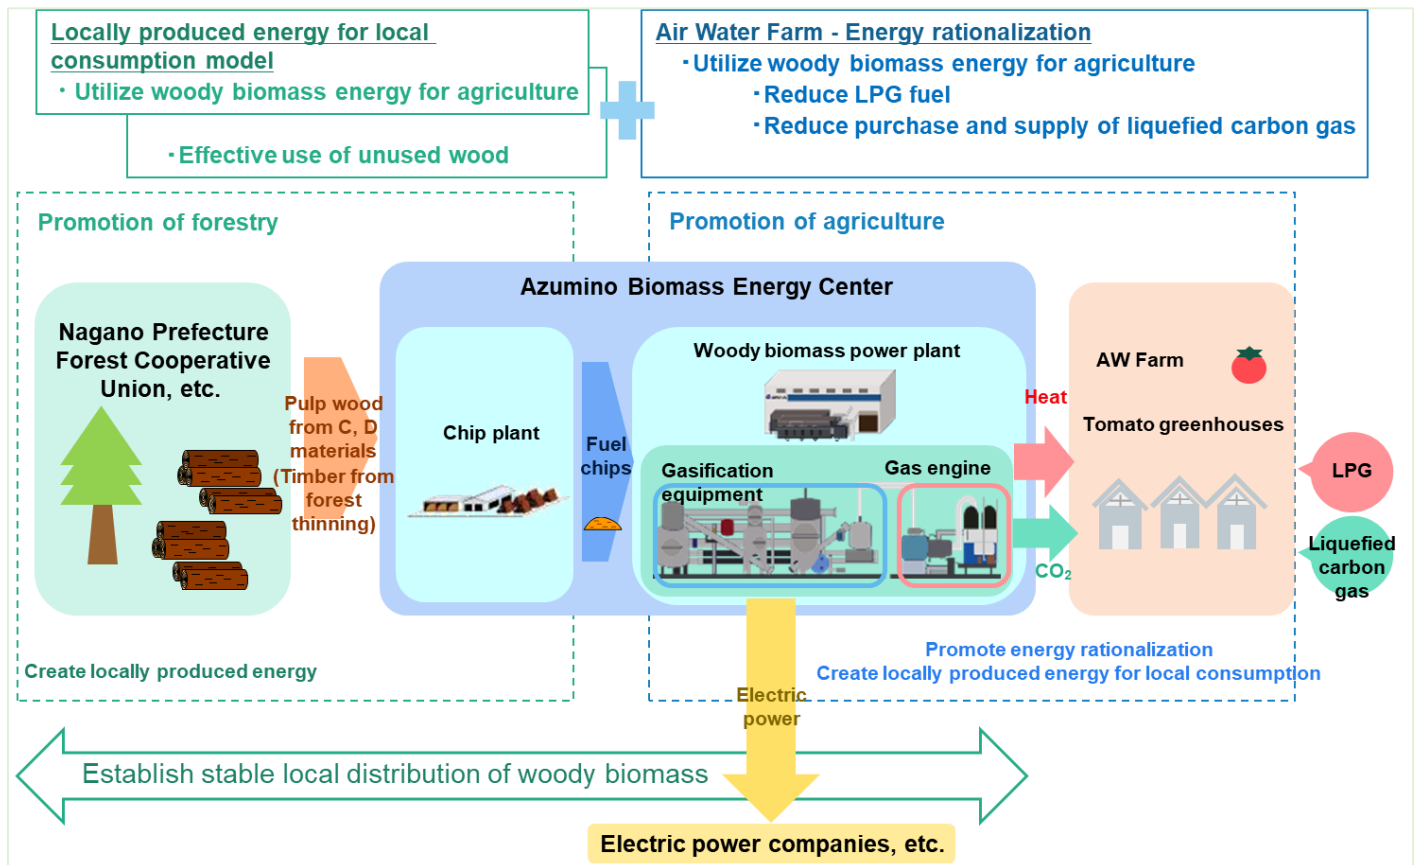 Locally produced energy for local
consumption model
・Utilize woody biomass energy for agriculture
・Effective use of unused wood
Air Water Farm - Energy rationalization
・Utilize woody biomass energy for agriculture
・Reduce LPG fuel
・Reduce purchase and supply of liquefied carbon gas
Promotion of forestry
Promotion of agriculture
Azumino Biomass Energy Center
Nagano Prefecture
Forest Cooperative
Union, etc.
Pulp wood
from C, D
materials
(Timber from
forest
thinning)
Chip plant
Fuel
chips
Woody biomass power plant
Gasification
equipment
Gas engine
Heat
CO₂
AW Farm
Tomato greenhouses
LPG
Liquefied
carbon
gas
Create locally produced energy
Promote energy rationalization
Create locally produced energy for local consumption
Electric
power
Establish stable local distribution of woody biomass
Electric power companies, etc.